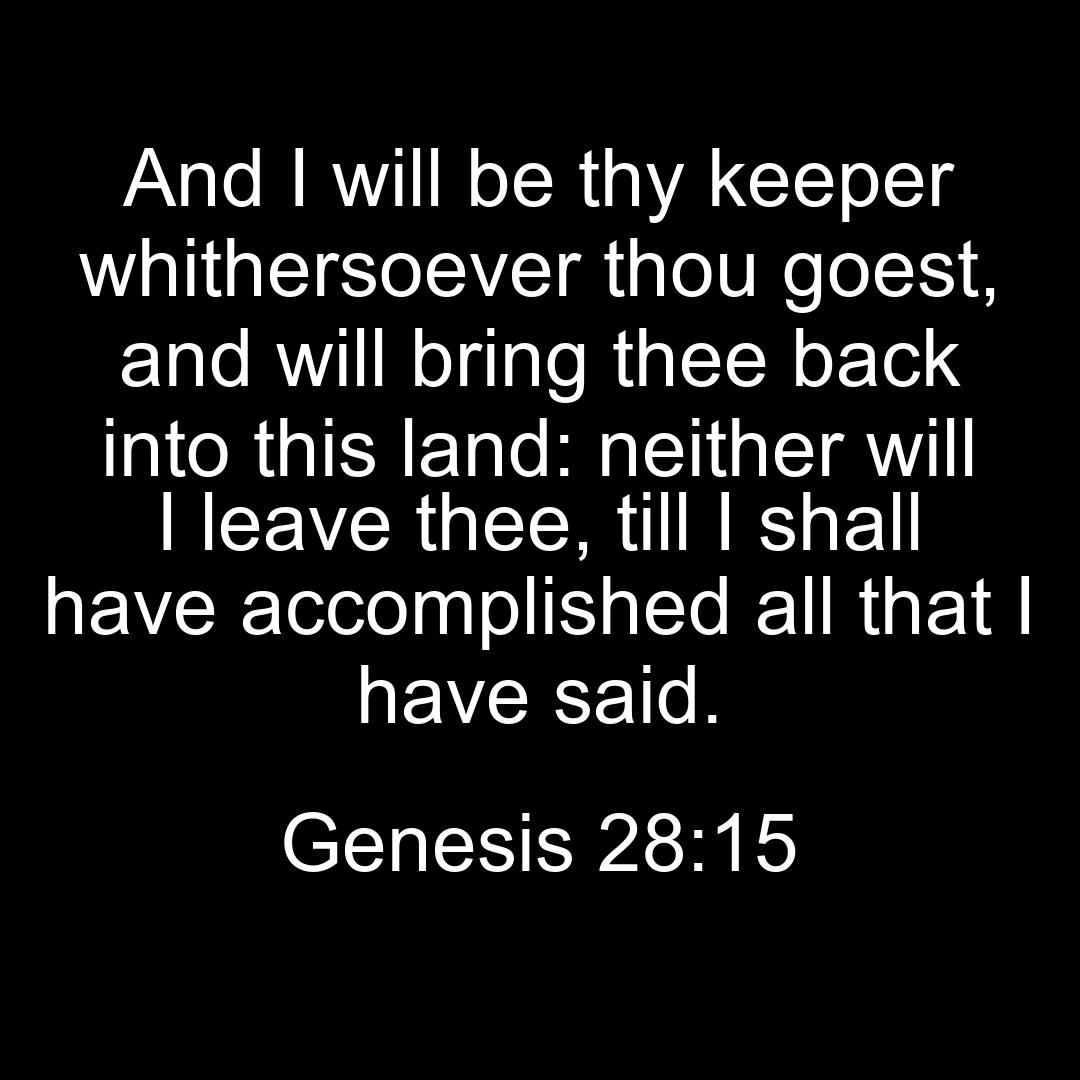 And I will be thy keeper
whithersoever thou goest,
and will bring thee back
into this land: neither will
I leave thee, till I shall
have accomplished all that I
have said.
Genesis 28:15